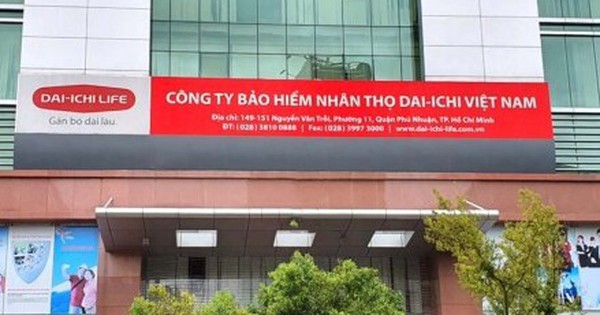 DAI-ICHI LIFE
Gắn bó dài lâu
CÔNG TY BẢO HIỂM NHÂN THỌ DAI-ICHI VIỆT NAM
Địa chỉ: 149-151 Nguyễn Văn Trỗi, Phường 11, Quận Phú Nhuận, TP. Hồ Chí Minh
ĐT: (028) 3810 0888 | Fax: (028) 3997 3000 | www.dai-ichi-life.com.vn